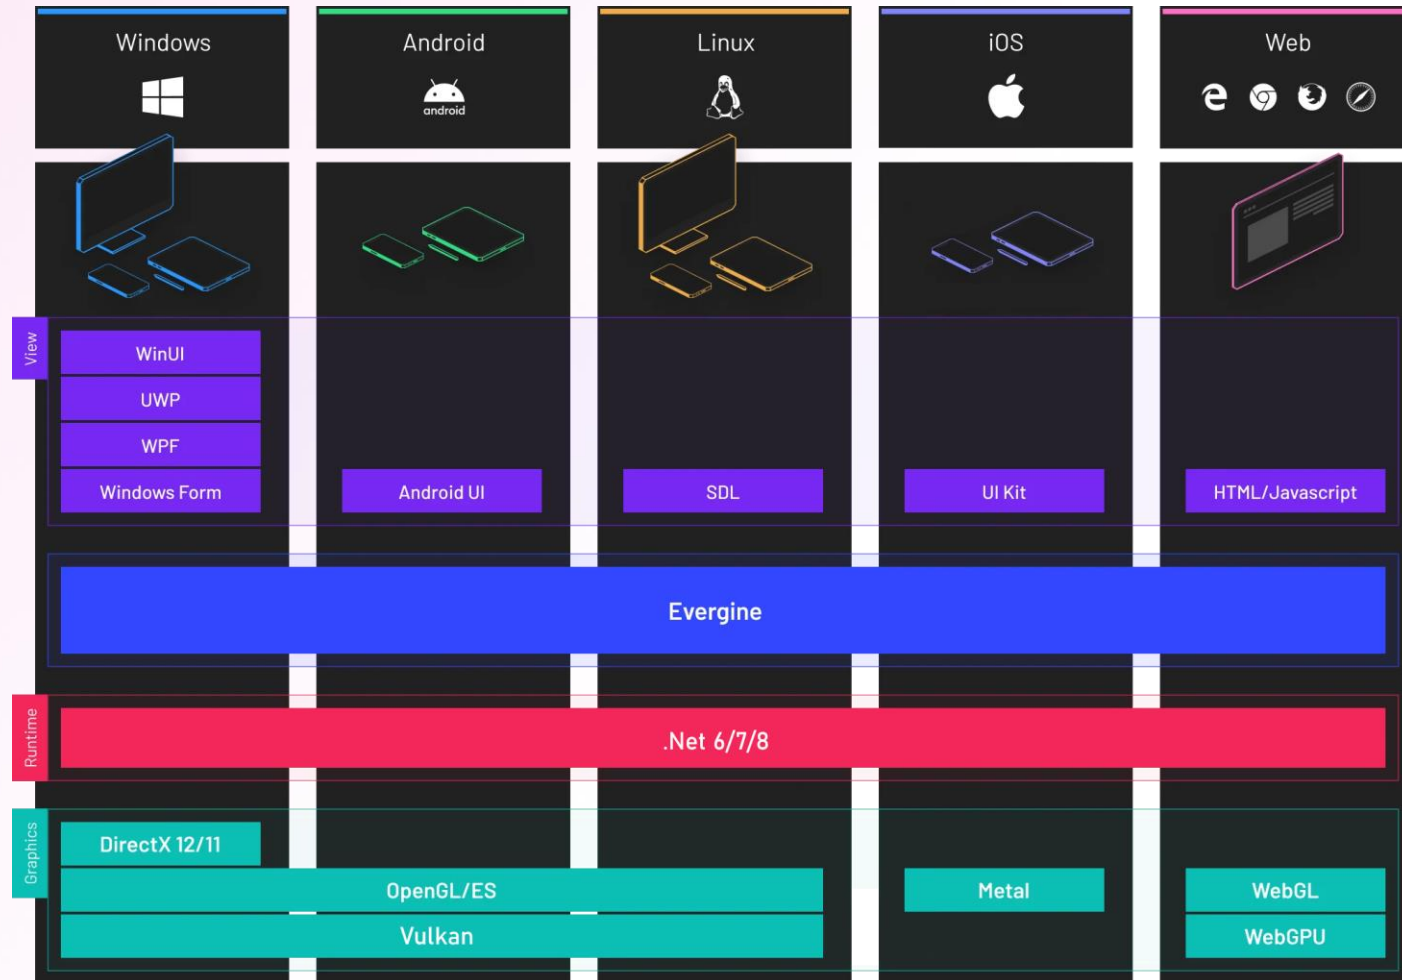 Windows
Android
Linux
iOS
Web
android
View
WinUI
UWP
WPF
Windows Form
Android UI
SDL
UI Kit
HTML/Javascript
Evergine
Runtime
.Net 6/7/8
Graphics
DirectX 12/11
OpenGL/ES
Metal
WebGL
Vulkan
WebGPU